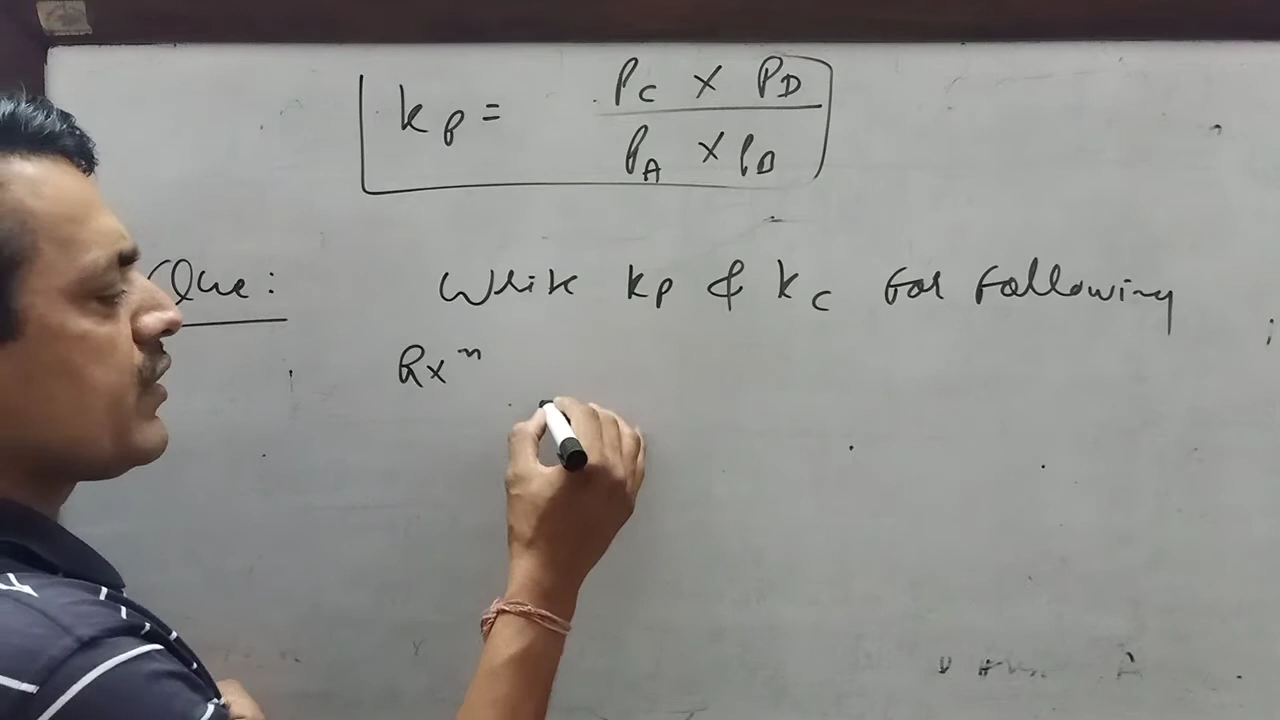 kp = PC X PD
PA X PB
Que: Write kp & kc for following
Rxn